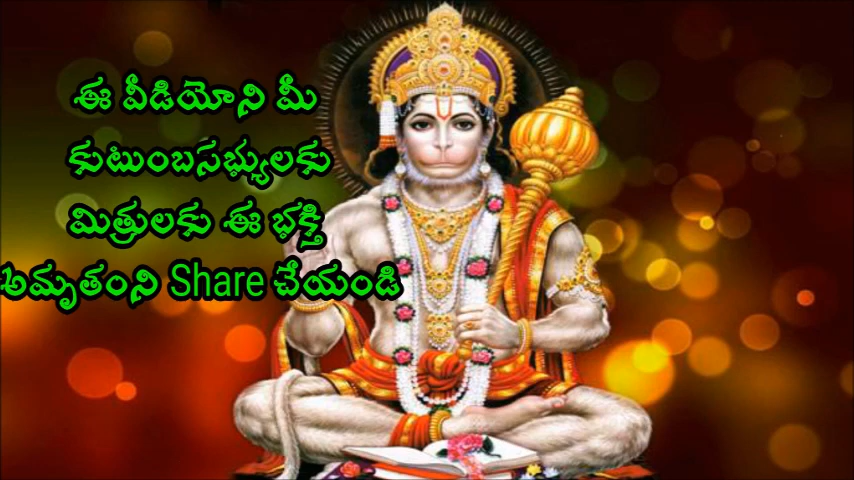 ఈ వీడియోని మీ
కుటుంబసభ్యులకు
మిత్రులకు ఈ భక్తి
అమృతంని Share చేయండి